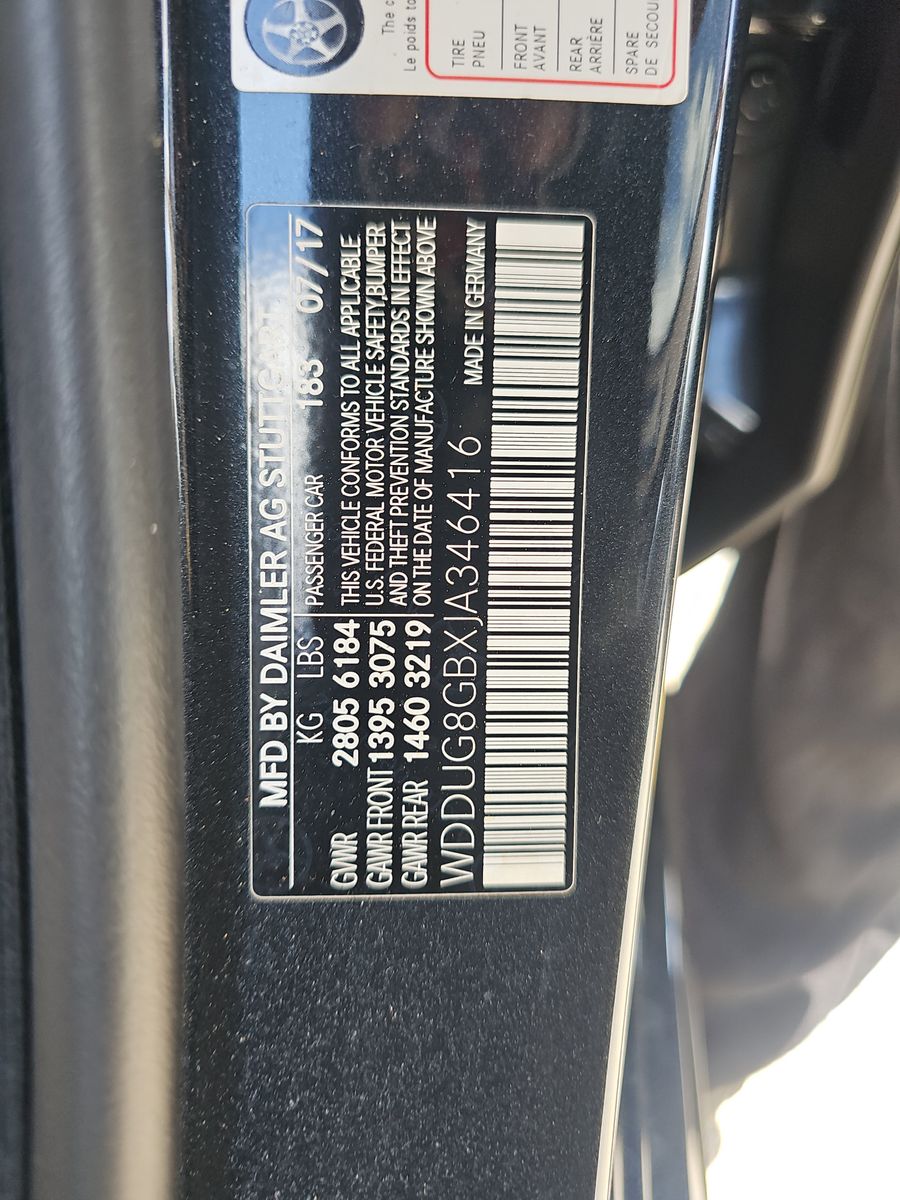 MFD BY DAIMLER AG STUTTGART
KG LBS PASSENGER CAR 183 07/17
GWR 2805 6184 THIS VEHICLE CONFORMS TO ALL APPLICABLE
GAWR FRONT 1395 3075 U.S. FEDERAL MOTOR VEHICLE SAFETY,BUMPER
GAWR REAR 1460 3219 AND THEFT PREVENTION STANDARDS IN EFFECT
ON THE DATE OF MANUFACTURE SHOWN ABOVE
WDDUG8GBXJA346416 MADE IN GERMANY
The
Le poids
TIRE
PNEU
FRONT
AVANT
REAR
ARRIÈRE
SPARE
DE